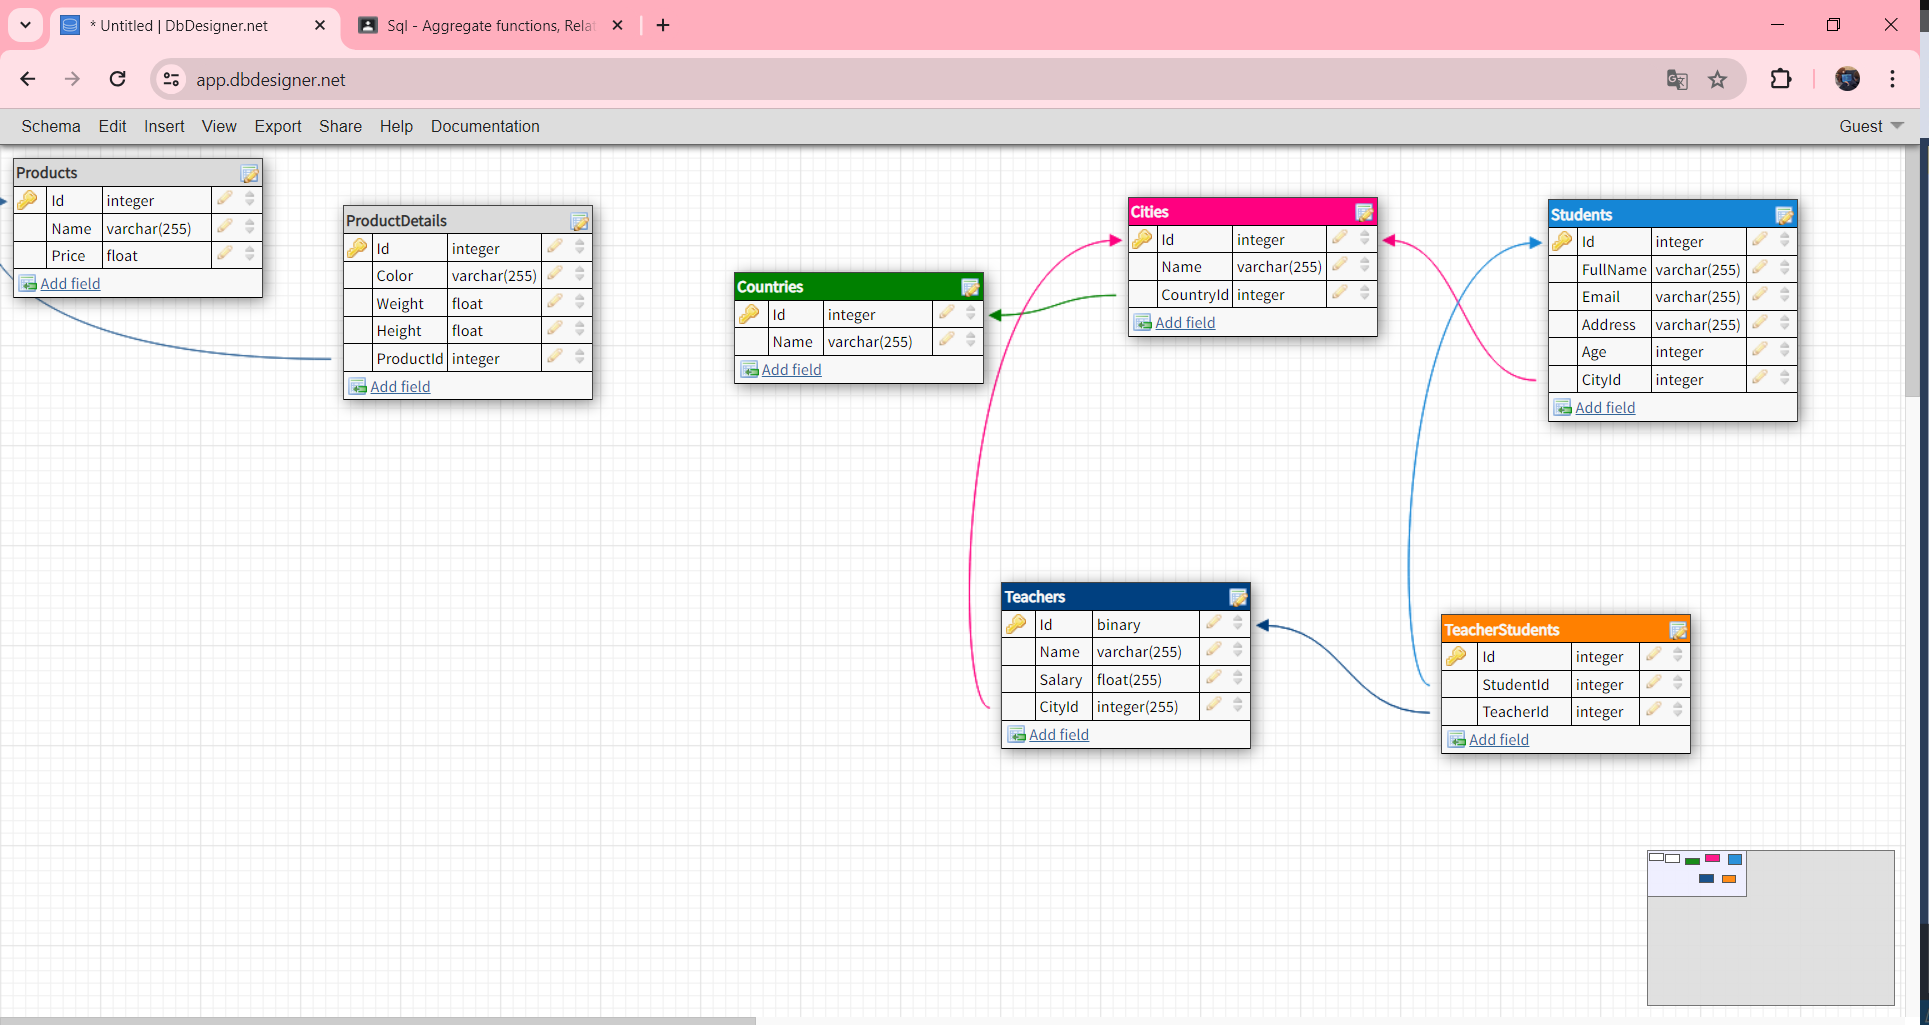 * Untitled | DbDesigner.net
Sql - Aggregate functions, Rela
app.dbdesigner.net
Schema Edit Insert View Export Share Help Documentation Guest
Products
Id integer
Name varchar(255)
Price float
Add field
ProductDetails
Id integer
Color varchar(255)
Weight float
Height float
ProductId integer
Add field
Countries
Id integer
Name varchar(255)
Add field
Cities
Id integer
Name varchar(255)
CountryId integer
Add field
Students
Id integer
FullName varchar(255)
Email varchar(255)
Address varchar(255)
Age integer
CityId integer
Add field
Teachers
Id binary
Name varchar(255)
Salary float(255)
CityId integer(255)
Add field
TeacherStudents
Id integer
StudentId integer
TeacherId integer
Add field